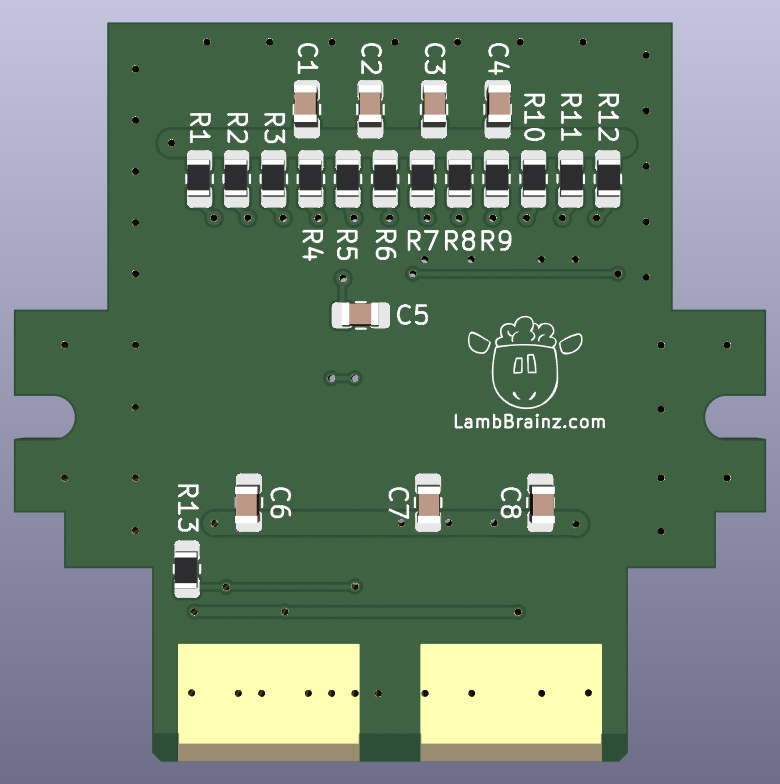 C1 C2 C3 C4
R1 R2 R3 R10 R11 R12
R4 R5 R6 R7 R8 R9
C5
LambBrainz.com
C6 C7 C8
R13